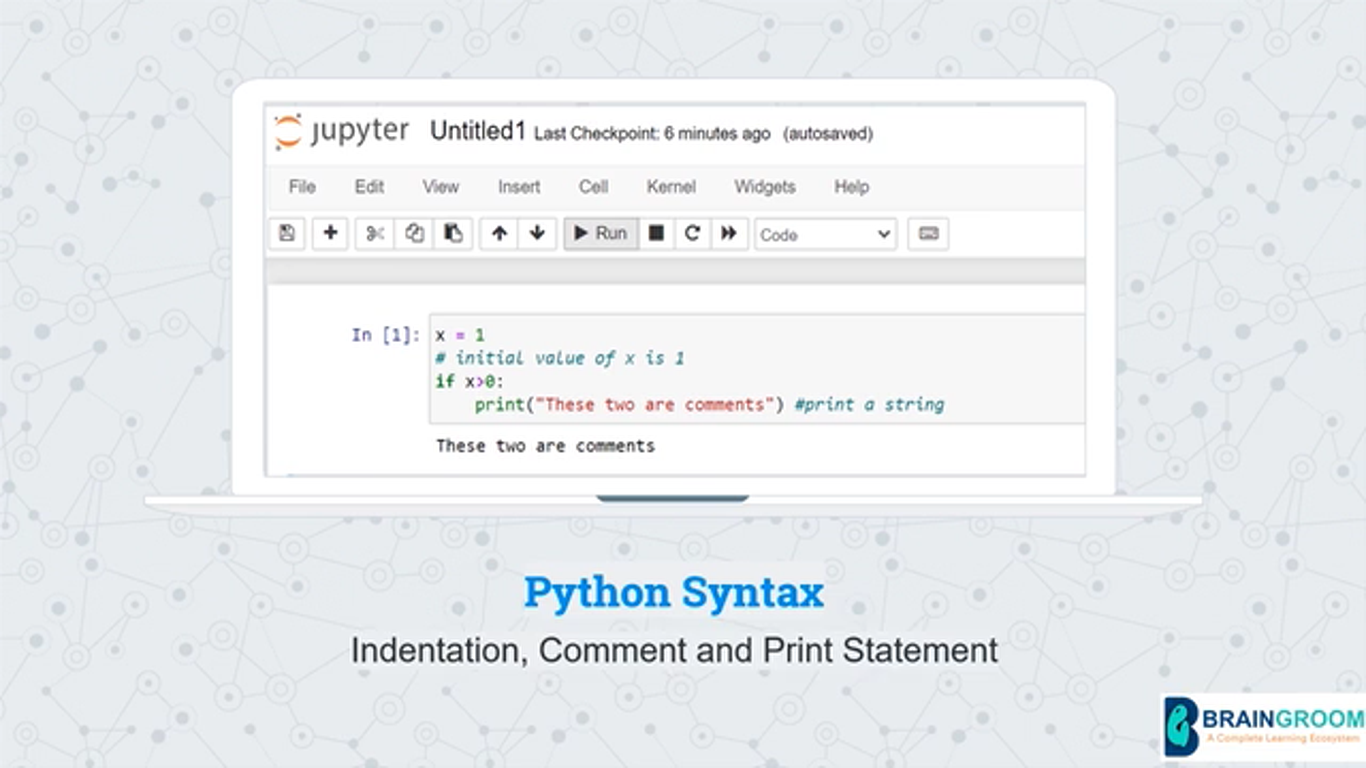 jupyter Untitled1 Last Checkpoint: 6 minutes ago (autosaved)
File Edit View Insert Cell Kernel Widgets Help
Run Code
In [1]: x = 1
# initial value of x is 1
if x>0:
    print("These two are comments") #print a string
These two are comments
Python Syntax
Indentation, Comment and Print Statement
BRAINGROOM
A Complete Learning Ecosystem